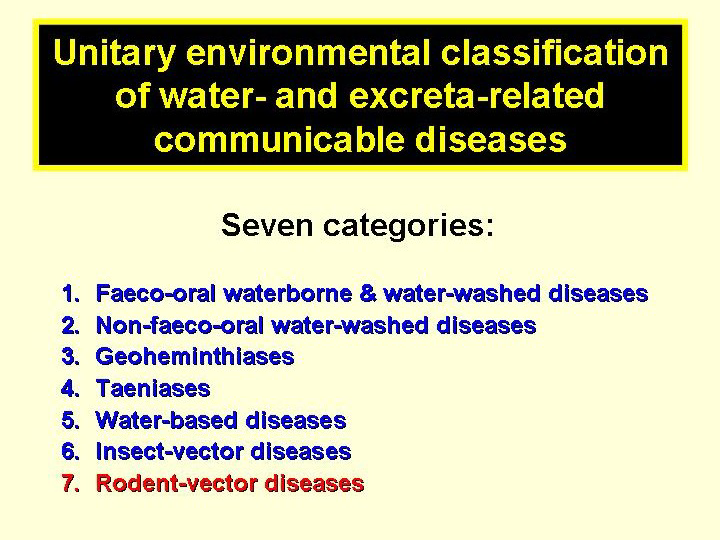 Unitary environmental classification
of water- and excreta-related
communicable diseases
Seven categories:
1. Faeco-oral waterborne & water-washed diseases
2. Non-faeco-oral water-washed diseases
3. Geoheminthiases
4. Taeniases
5. Water-based diseases
6. Insect-vector diseases
7. Rodent-vector diseases